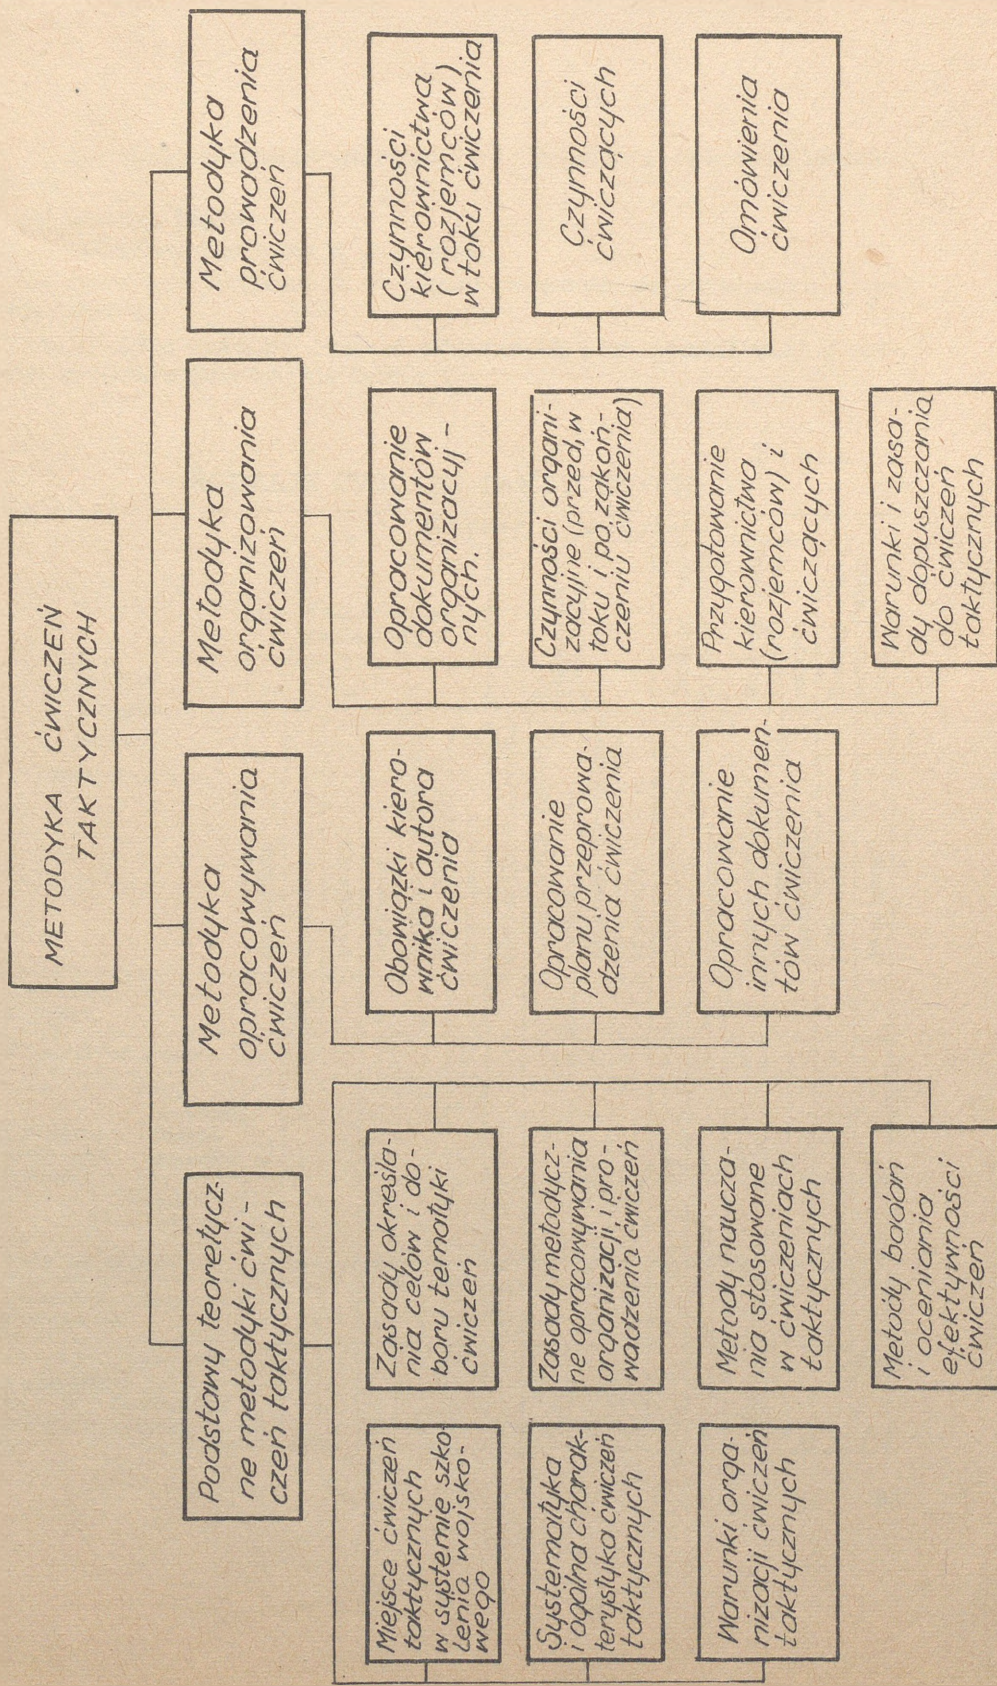 METODYKA ĆWICZEŃ
TAKTYCZNYCH
Podstawy teoretycz-
ne metodyki ćwi-
czeń taktycznych
Metodyka
opracowywania
ćwiczeń
Metodyka
organizowania
ćwiczeń
Metodyka
prowadzenia
ćwiczeń
Miejsce ćwiczeń
taktycznych
w systemie szko-
lenia wojsko-
wego
Systematyka
i ogólna charak-
terystyka ćwiczeń
taktycznych
Warunki orga-
nizacji ćwiczeń
taktycznych
Zasady określa-
nia celów i do-
boru tematyki
ćwiczeń
Zasady metodycz-
ne opracowywania
organizacji i pro-
wadzenia ćwiczeń
Metody naucza-
nia stosowane
w ćwiczeniach
taktycznych
Metody badań
i oceniania
efektywności
ćwiczeń
Obowiązki kiero-
wnika i autora
ćwiczenia
Opracowanie
planu przeprowa-
dzenia ćwiczenia
Opracowanie
innych dokumen-
tów ćwiczenia
Opracowanie
dokumentów
organizacyj-
nych.
Czynności organi-
zacyjne (przed, w
toku i po zakoń-
czeniu ćwiczenia)
Przygotowanie
kierownictwa
(rozjemców) i
ćwiczących
Warunki i zasa-
dy dopuszczania
do ćwiczeń
taktycznych
Czynności
kierownictwa
(rozjemców)
w toku ćwiczenia
Czynności
ćwiczących
Omówienia
ćwiczenia